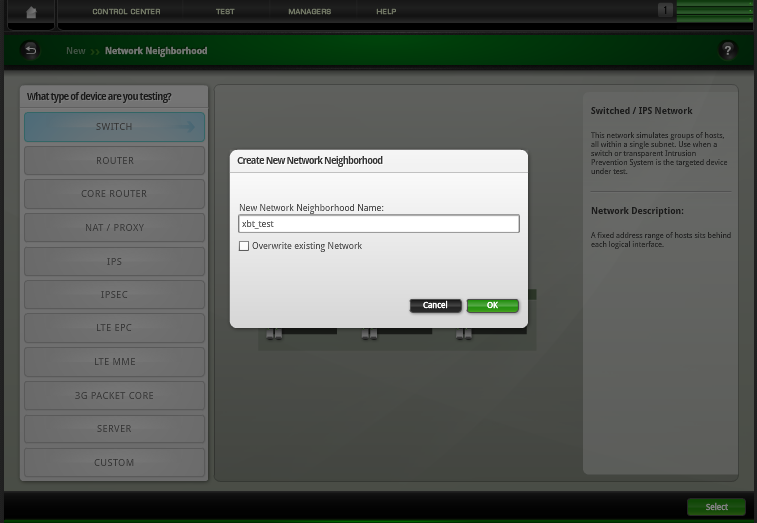 CONTROL CENTER TEST MANAGERS HELP 1
New >> Network Neighborhood ?
What type of device are you testing?
SWITCH
ROUTER
CORE ROUTER
NAT / PROXY
IPS
IPSEC
LTE EPC
LTE MME
3G PACKET CORE
SERVER
CUSTOM
Create New Network Neighborhood
New Network Neighborhood Name:
xbt_test
Overwrite existing Network
Cancel OK
Switched / IPS Network
This network simulates groups of hosts,
all within a single subnet. Use when a
switch or transparent Intrusion
Prevention System is the targeted device
under test.
Network Description:
A fixed address range of hosts sits behind
each logical interface.
Select